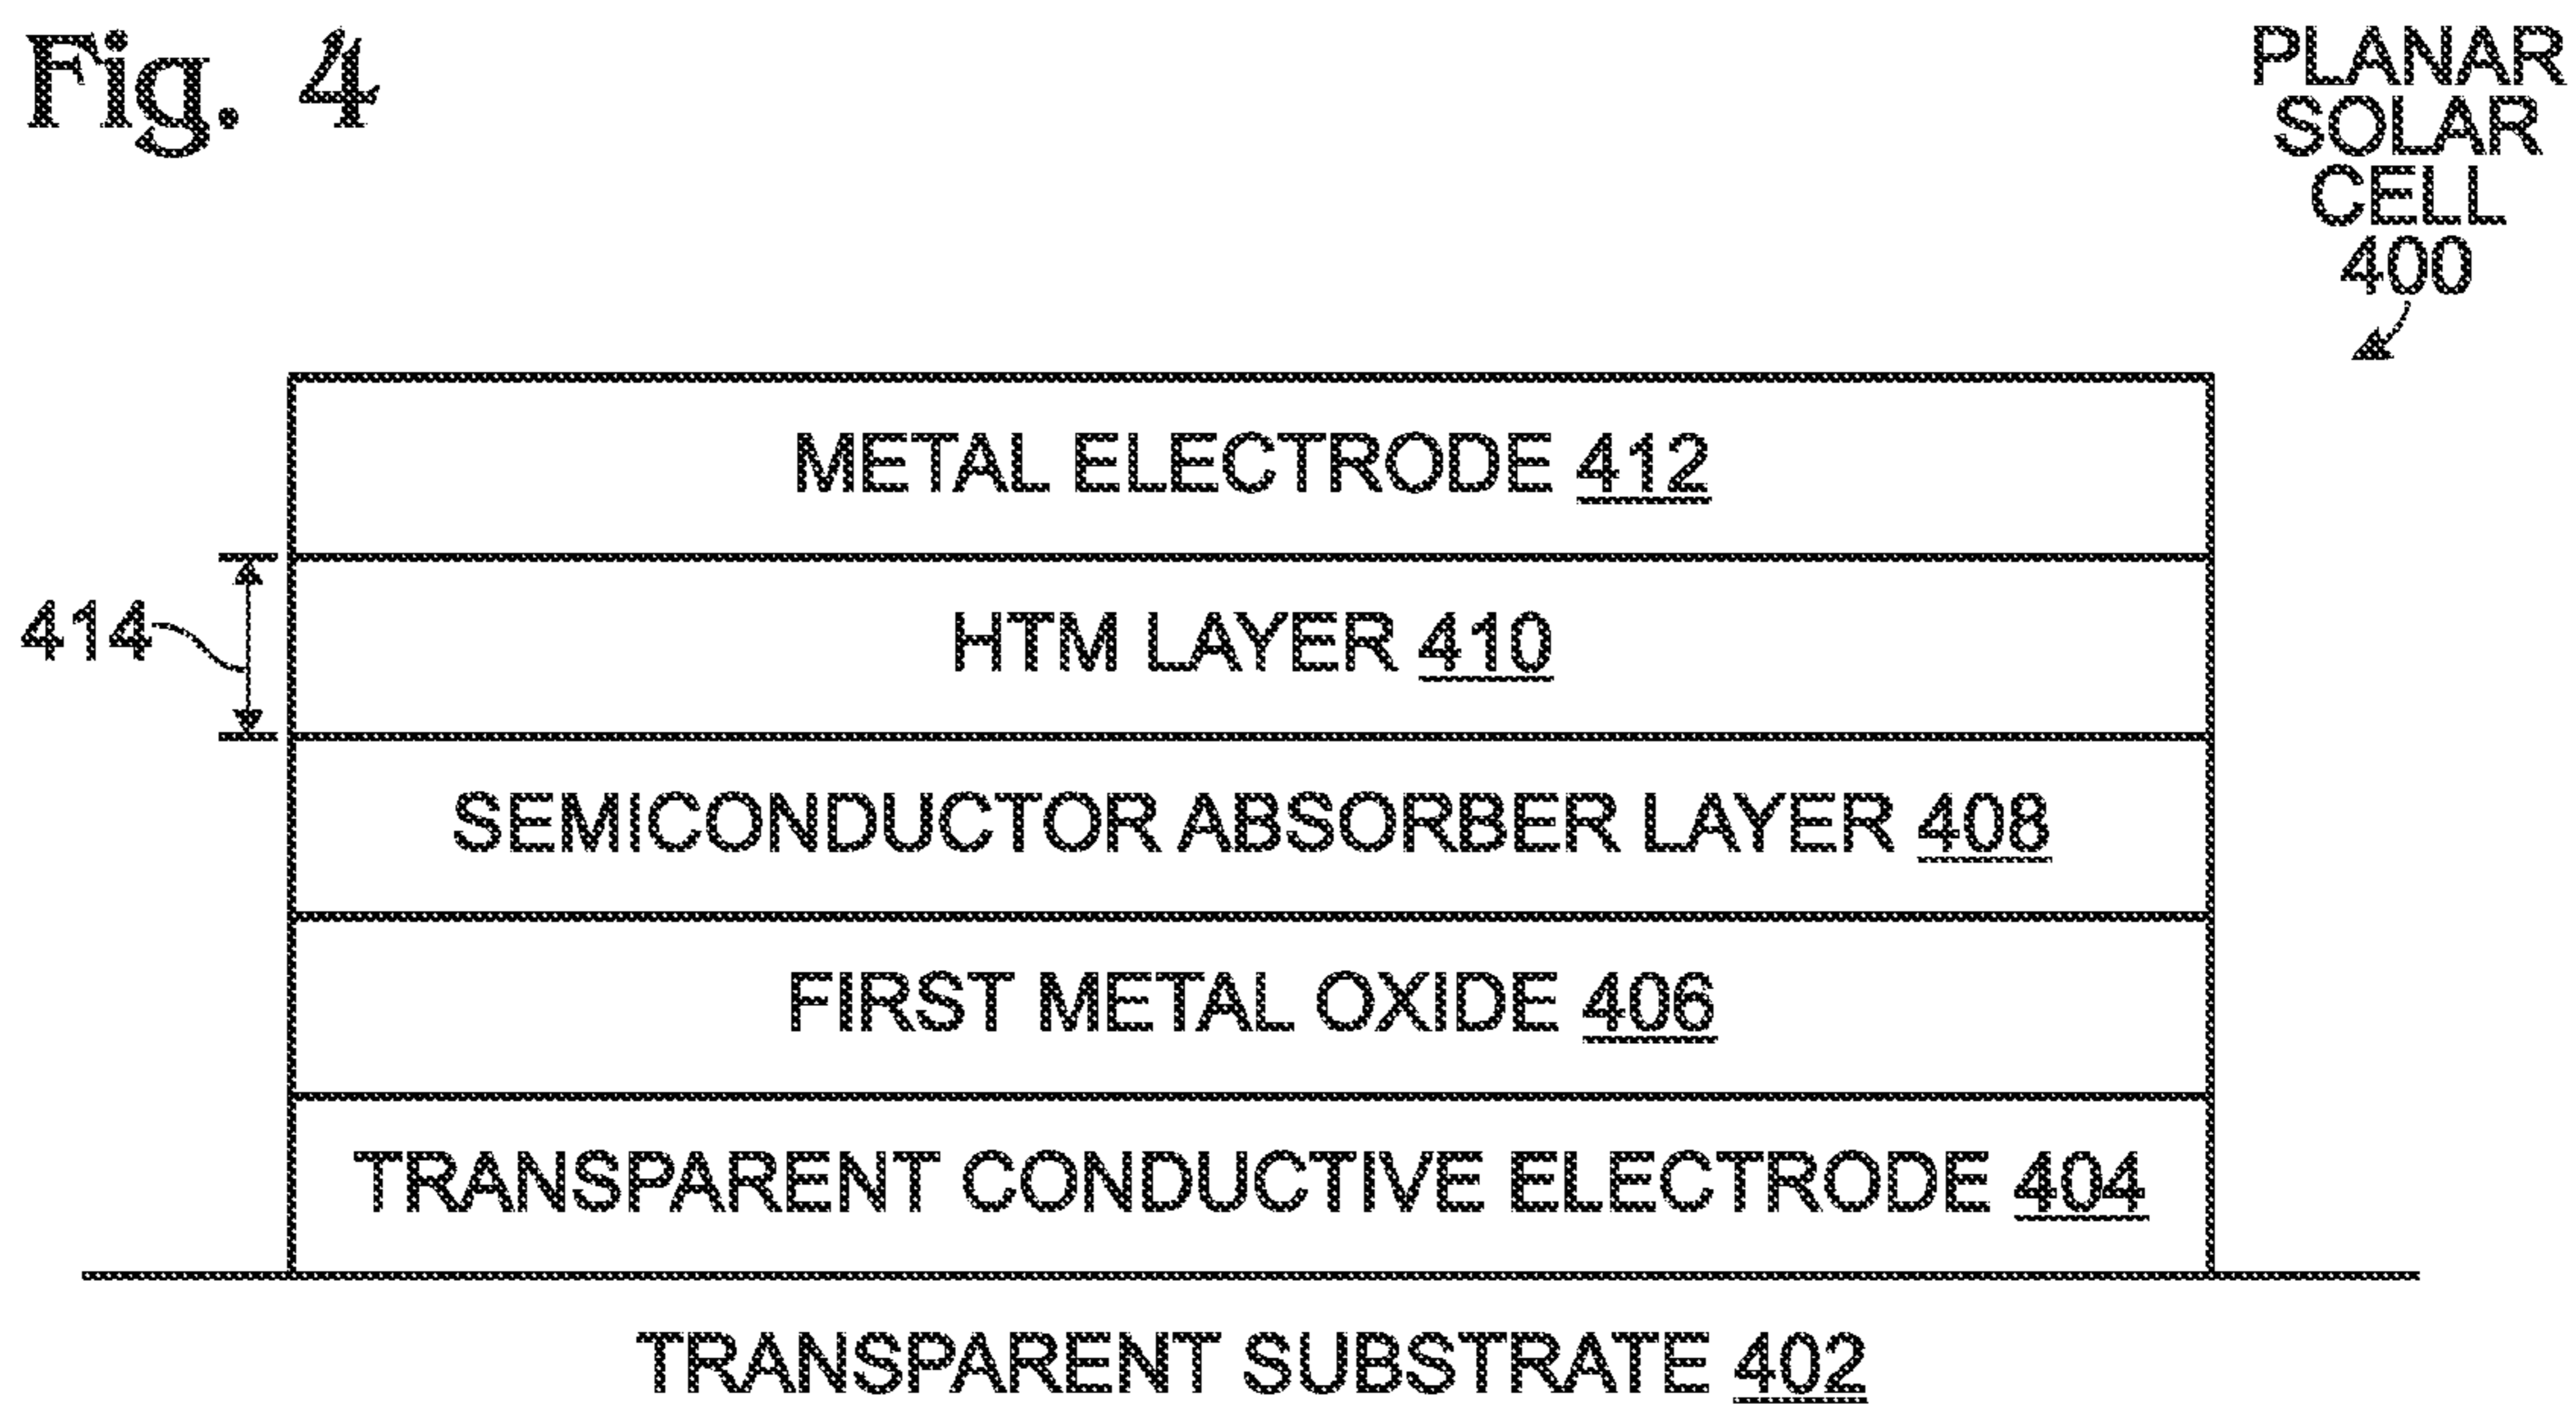 Fig. 4
PLANAR
SOLAR
CELL
400
METAL ELECTRODE 412
414
HTM LAYER 410
SEMICONDUCTOR ABSORBER LAYER 408
FIRST METAL OXIDE 406
TRANSPARENT CONDUCTIVE ELECTRODE 404
TRANSPARENT SUBSTRATE 402